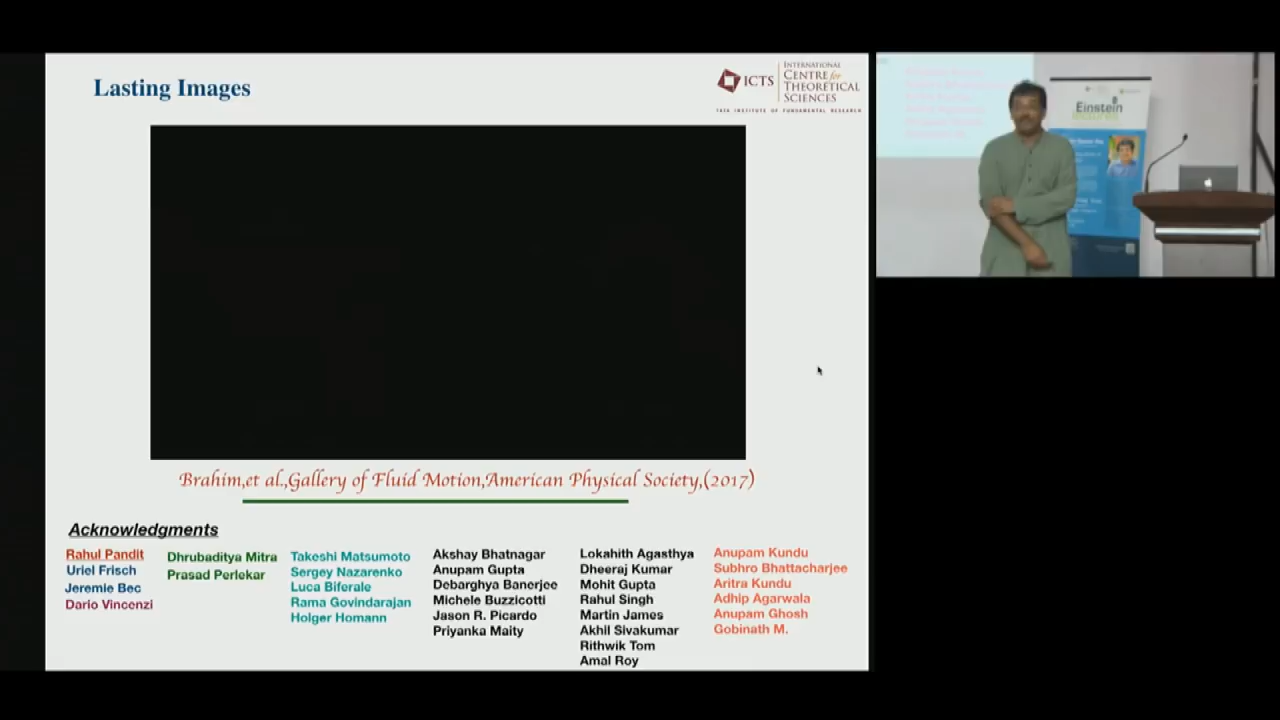 Lasting Images
ICTS
INTERNATIONAL
CENTRE for
THEORETICAL
SCIENCES
TATA INSTITUTE OF FUNDAMENTAL RESEARCH
Einstein
Brahim,et al.,Gallery of Fluid Motion,American Physical Society,(2017)
Acknowledgments
Rahul Pandit
Uriel Frisch
Jeremie Bec
Dario Vincenzi
Dhrubaditya Mitra
Prasad Perlekar
Takeshi Matsumoto
Sergey Nazarenko
Luca Biferale
Rama Govindarajan
Holger Homann
Akshay Bhatnagar
Anupam Gupta
Debarghya Banerjee
Michele Buzzicotti
Jason R. Picardo
Priyanka Maity
Lokahith Agasthya
Dheeraj Kumar
Mohit Gupta
Rahul Singh
Martin James
Akhil Sivakumar
Rithwik Tom
Amal Roy
Anupam Kundu
Subhro Bhattacharjee
Aritra Kundu
Adhip Agarwala
Anupam Ghosh
Gobinath M.